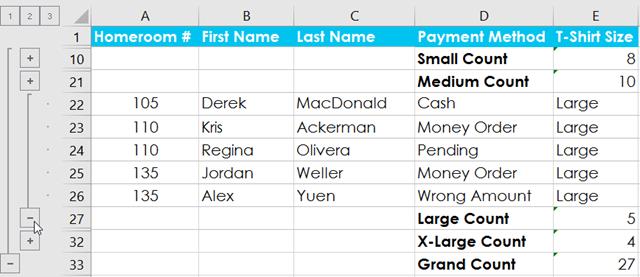 1 2 3 A B C D E
1 Homeroom # First Name Last Name Payment Method T-Shirt Size
10 Small Count 8
21 Medium Count 10
22 105 Derek MacDonald Cash Large
23 110 Kris Ackerman Money Order Large
24 110 Regina Olivera Pending Large
25 135 Jordan Weller Money Order Large
26 135 Alex Yuen Wrong Amount Large
27 Large Count 5
32 X-Large Count 4
33 Grand Count 27